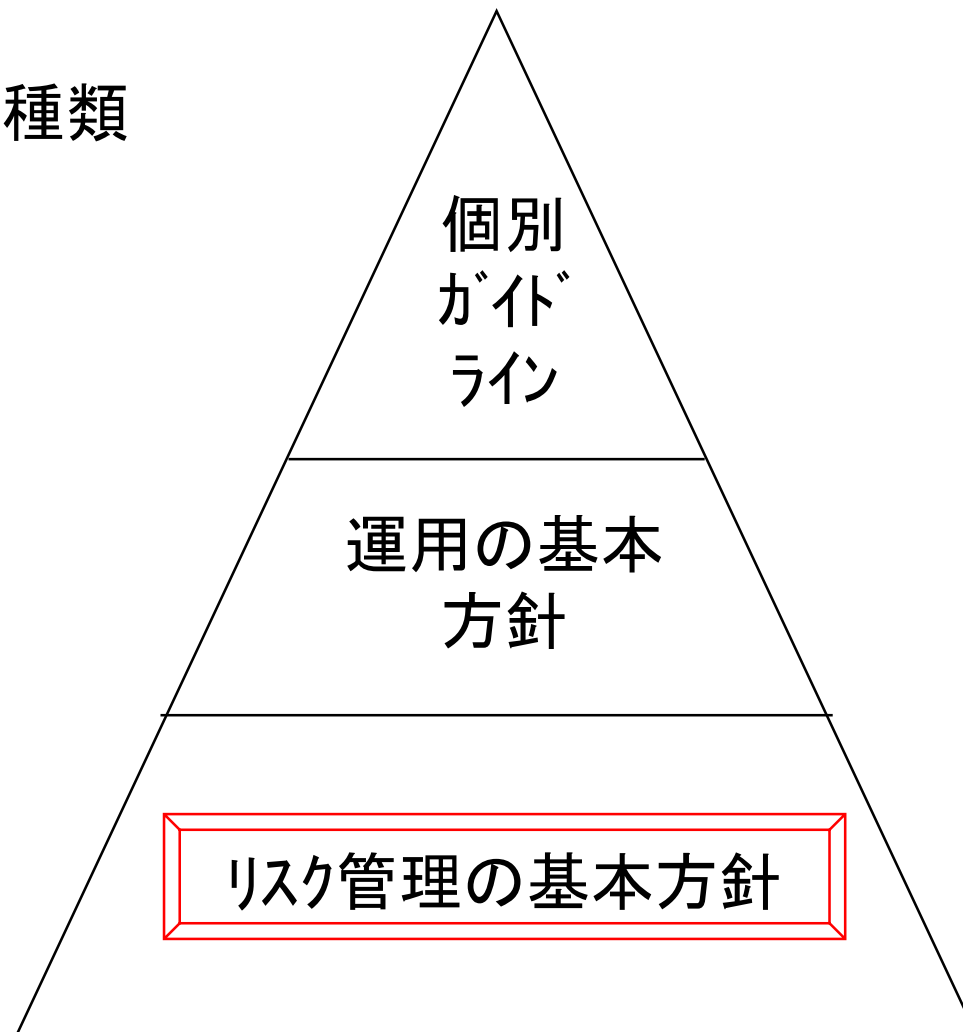 種類
個別
ｶﾞｲﾄﾞ
ﾗｲﾝ
運用の基本
方針
ﾘｽｸ管理の基本方針